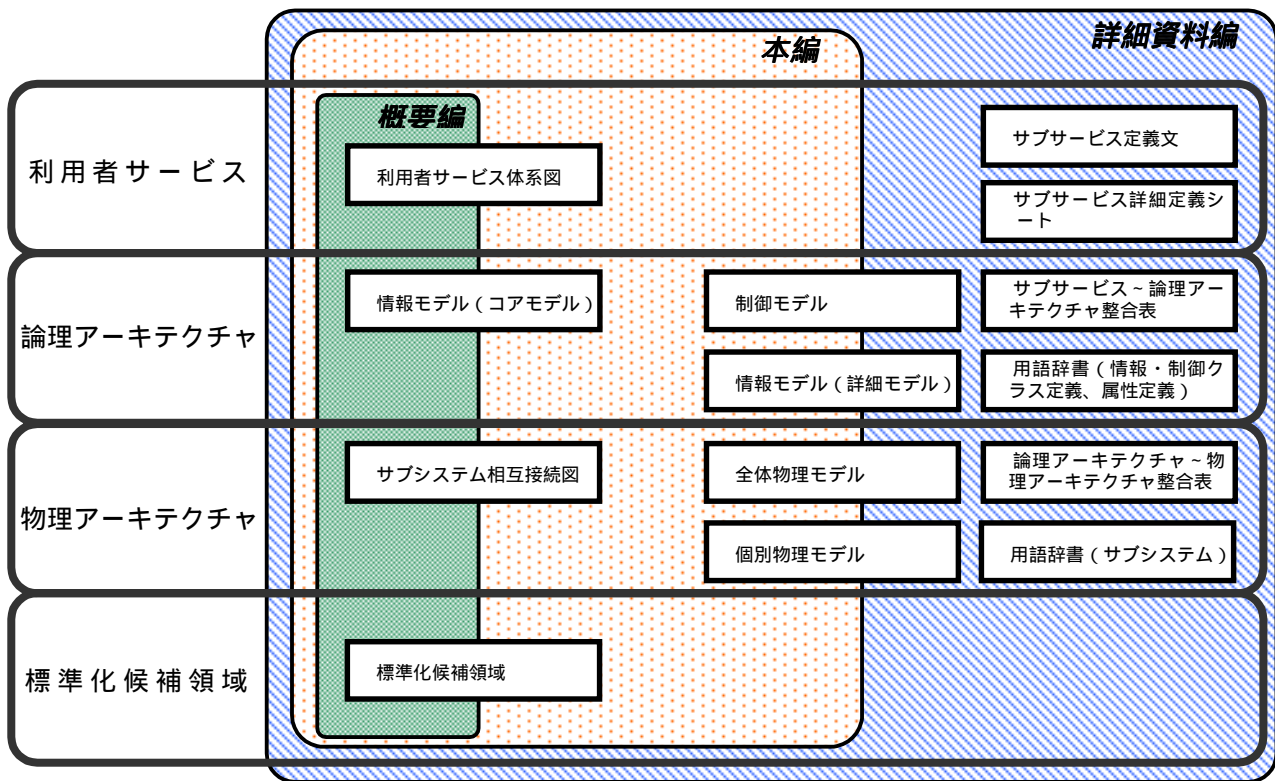 詳細資料編
本編
概要編
利用者サービス
利用者サービス体系図
サブサービス定義文
サブサービス詳細定義シ
ート
論理アーキテクチャ
情報モデル(コアモデル)
制御モデル
サブサービス~論理アー
キテクチャ整合表
情報モデル(詳細モデル)
用語辞書(情報・制御ク
ラス定義、属性定義)
物理アーキテクチャ
サブシステム相互接続図
全体物理モデル
論理アーキテクチャ~物
理アーキテクチャ整合表
個別物理モデル
用語辞書(サブシステム)
標準化候補領域
標準化候補領域